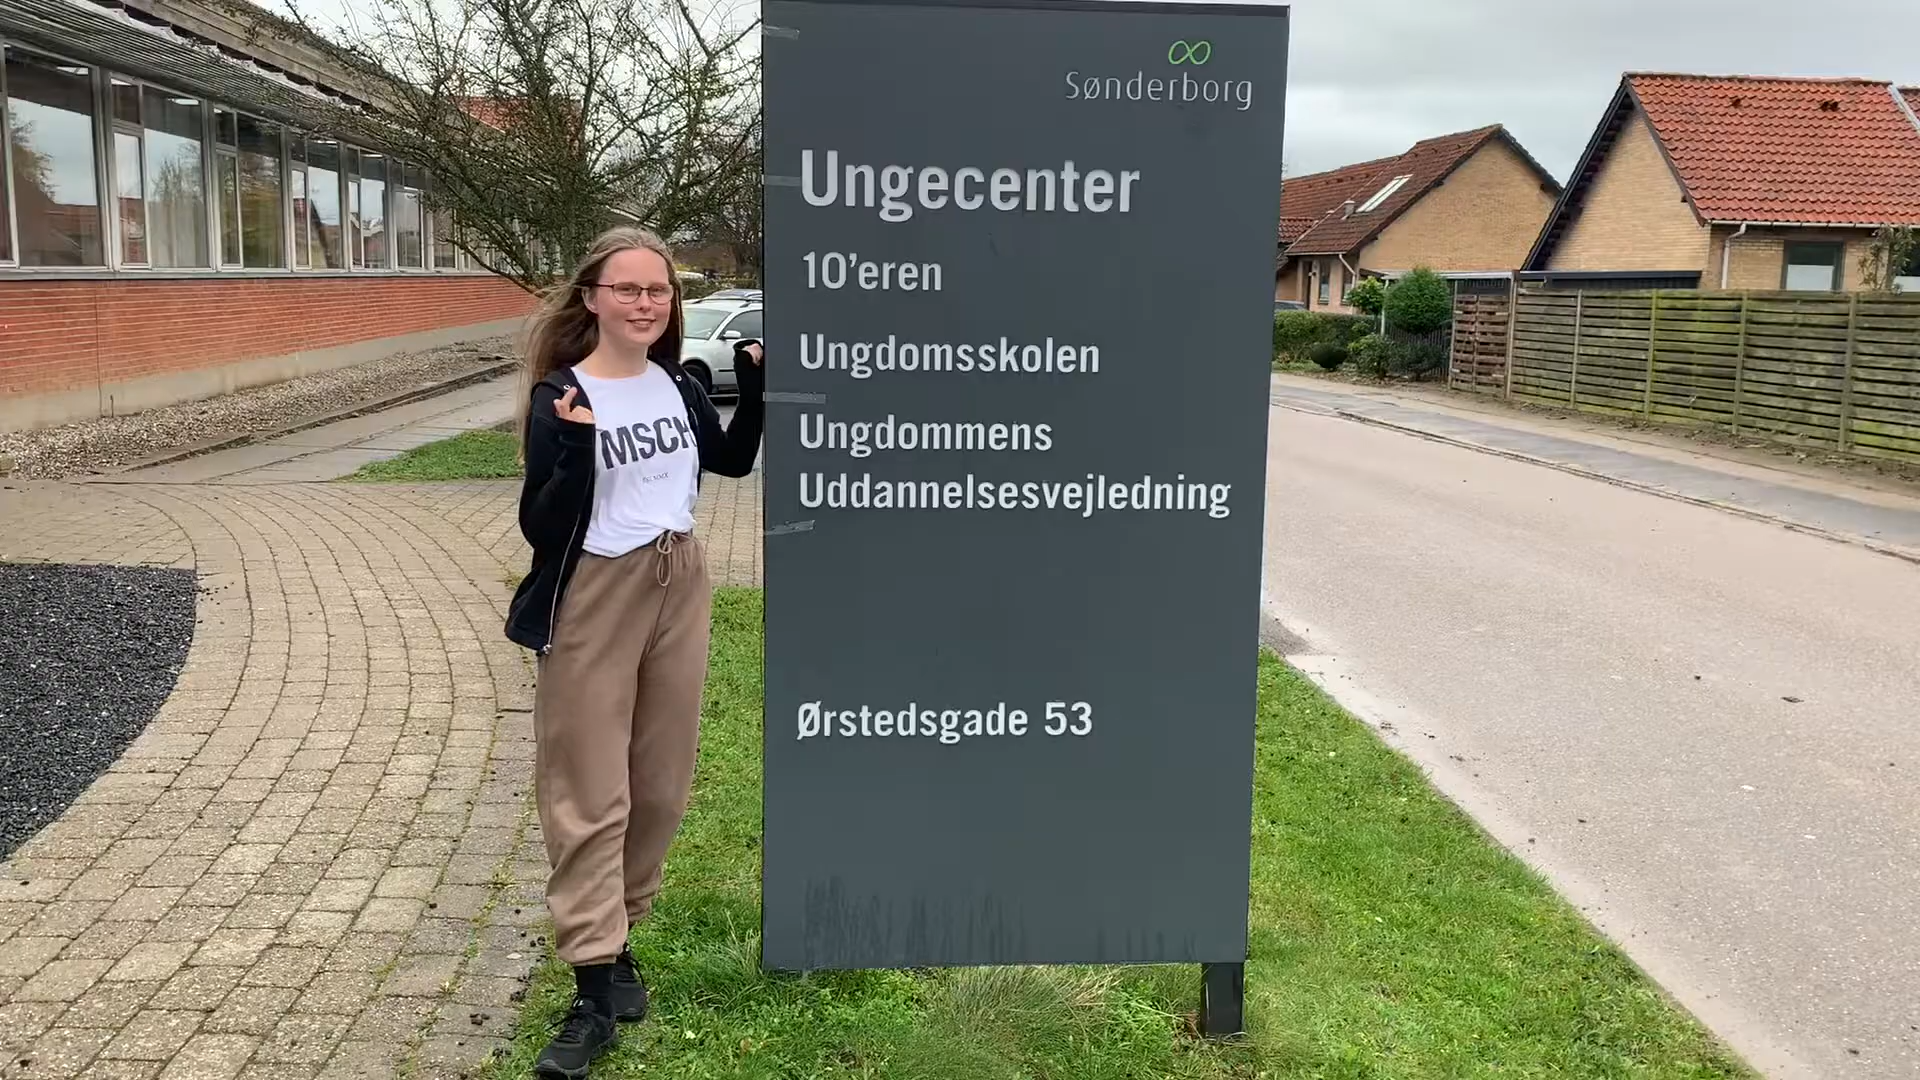 Sønderborg
Ungecenter
10’eren
Ungdomsskolen
Ungdommens
Uddannelsesvejledning
Ørstedsgade 53
MSCH